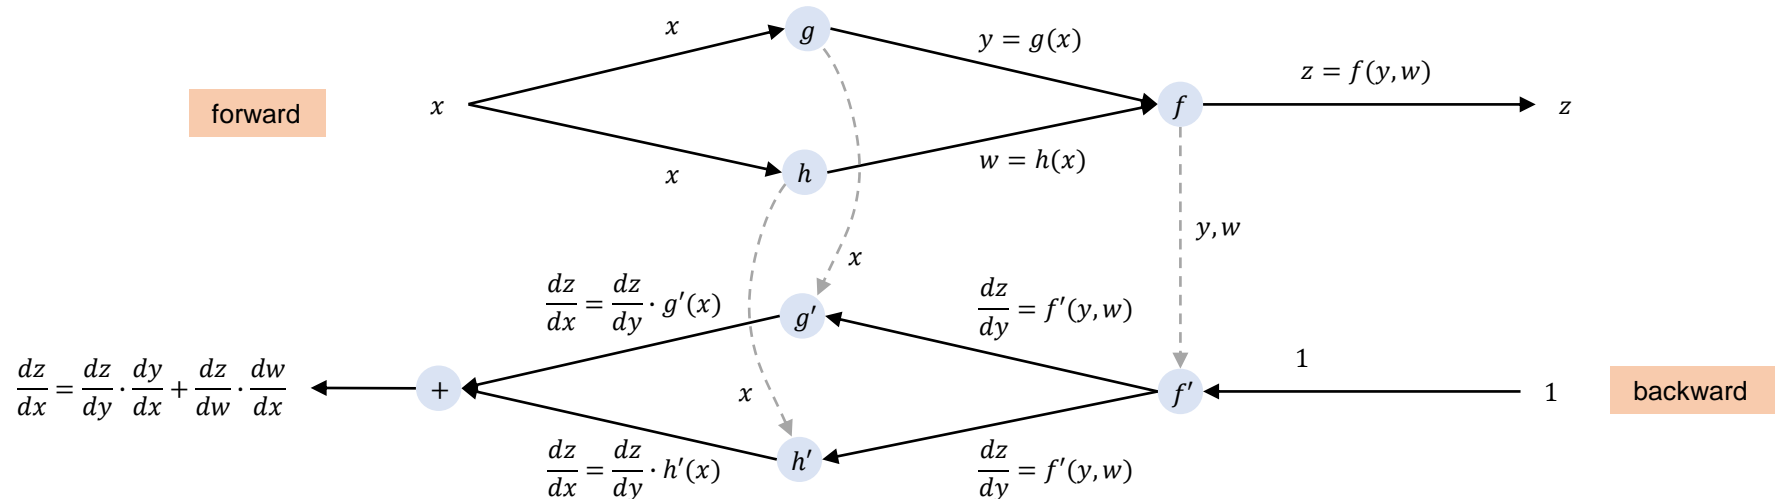 x
g
y = g(x)
z = f(y, w)
forward
x
f
z
x
h
w = h(x)
y, w
x
dz/dx = dz/dy · g′(x)
g′
dz/dy = f′(y, w)
1
dz/dx = dz/dy · dy/dx + dz/dw · dw/dx
+
x
f′
1
backward
dz/dx = dz/dy · h′(x)
h′
dz/dy = f′(y, w)